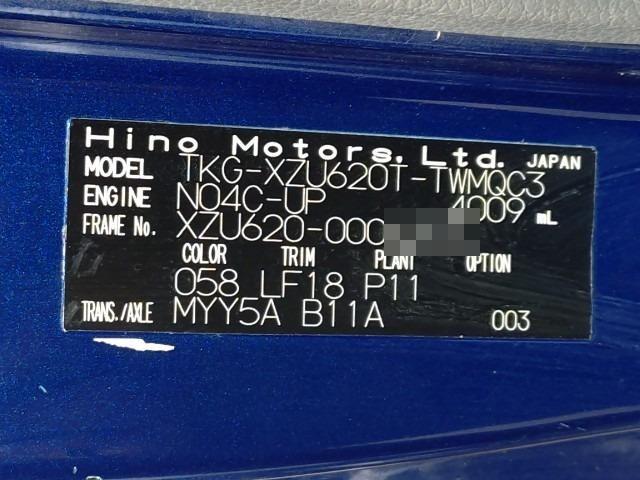 Hino Motors, Ltd. JAPAN
MODEL TKG-XZU620T-TWMQC3
ENGINE N04C-UP 4009 mL
FRAME No. XZU620-000
COLOR TRIM PLANT OPTION
058 LF18 P11
TRANS./AXLE MYY5A B11A 003